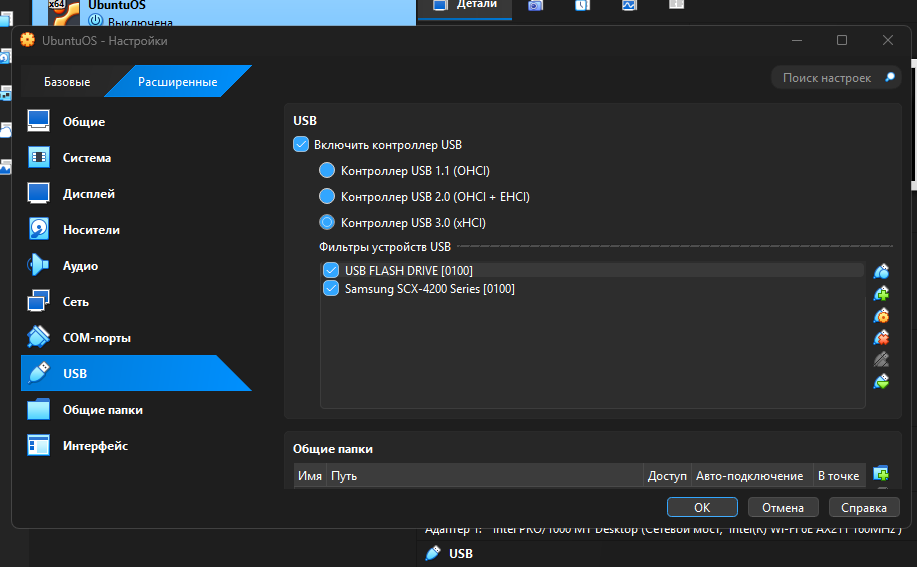 x64
UbuntuOS
Выключена
Детали
UbuntuOS - Настройки
Базовые
Расширенные
Поиск настроек
Общие
Система
Дисплей
Носители
Аудио
Сеть
COM-порты
USB
Общие папки
Интерфейс
USB
Включить контроллер USB
Контроллер USB 1.1 (OHCI)
Контроллер USB 2.0 (OHCI + EHCI)
Контроллер USB 3.0 (xHCI)
Фильтры устройств USB
USB FLASH DRIVE [0100]
Samsung SCX-4200 Series [0100]
Общие папки
Имя Путь Доступ Авто-подключение В точке
OK Отмена Справка
Адаптер 1: Intel PRO/1000 MT Desktop (Сетевой мост, 'Intel(R) Wi-Fi 6E AX211 160MHz')
USB